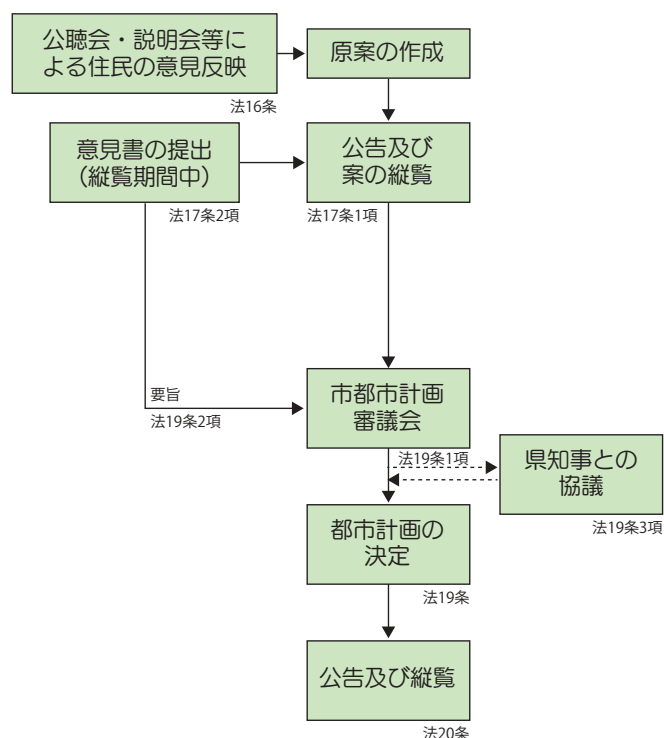 公聴会・説明会等に
よる住民の意見反映
法16条
原案の作成
意見書の提出
（縦覧期間中）
法17条2項
公告及び
案の縦覧
法17条1項
要旨
法19条2項
市都市計画
審議会
法19条1項
県知事との
協議
法19条3項
都市計画の
決定
法19条
公告及び縦覧
法20条